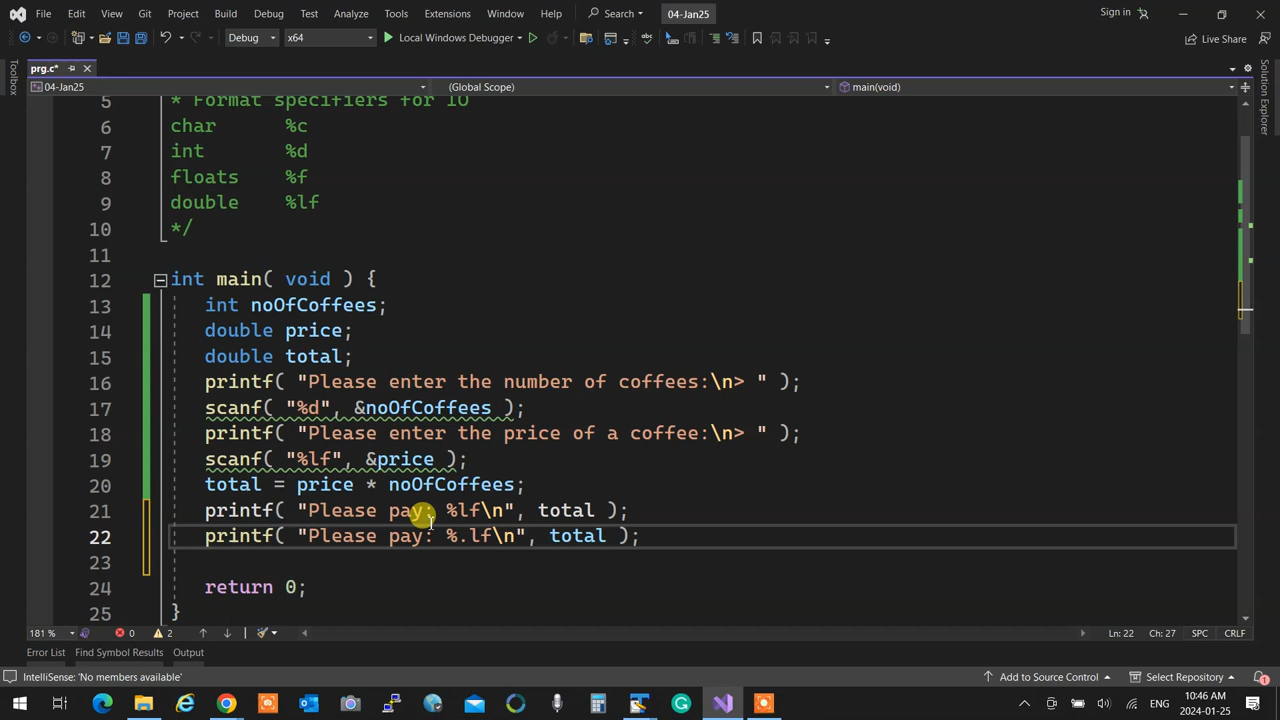 File Edit View Git Project Build Debug Test Analyze Tools Extensions Window Help Search 04-Jan25 Sign in
Debug x64 Local Windows Debugger Live Share
prg.c*
04-Jan25 (Global Scope) main(void)
Toolbox
Solution Explorer
5 * Format specifiers for IO
6 char %c
7 int %d
8 floats %f
9 double %lf
10 */
11
12 int main( void ) {
13 int noOfCoffees;
14 double price;
15 double total;
16 printf( "Please enter the number of coffees:\n> " );
17 scanf( "%d", &noOfCoffees );
18 printf( "Please enter the price of a coffee:\n> " );
19 scanf( "%lf", &price );
20 total = price * noOfCoffees;
21 printf( "Please pay: %lf\n", total );
22 printf( "Please pay: %.lf\n", total );
23
24 return 0;
25 }
181 % 0 2 Ln: 22 Ch: 27 SPC CRLF
Error List Find Symbol Results Output
IntelliSense: 'No members available' Add to Source Control Select Repository 1
ENG 10:46 AM
2024-01-25